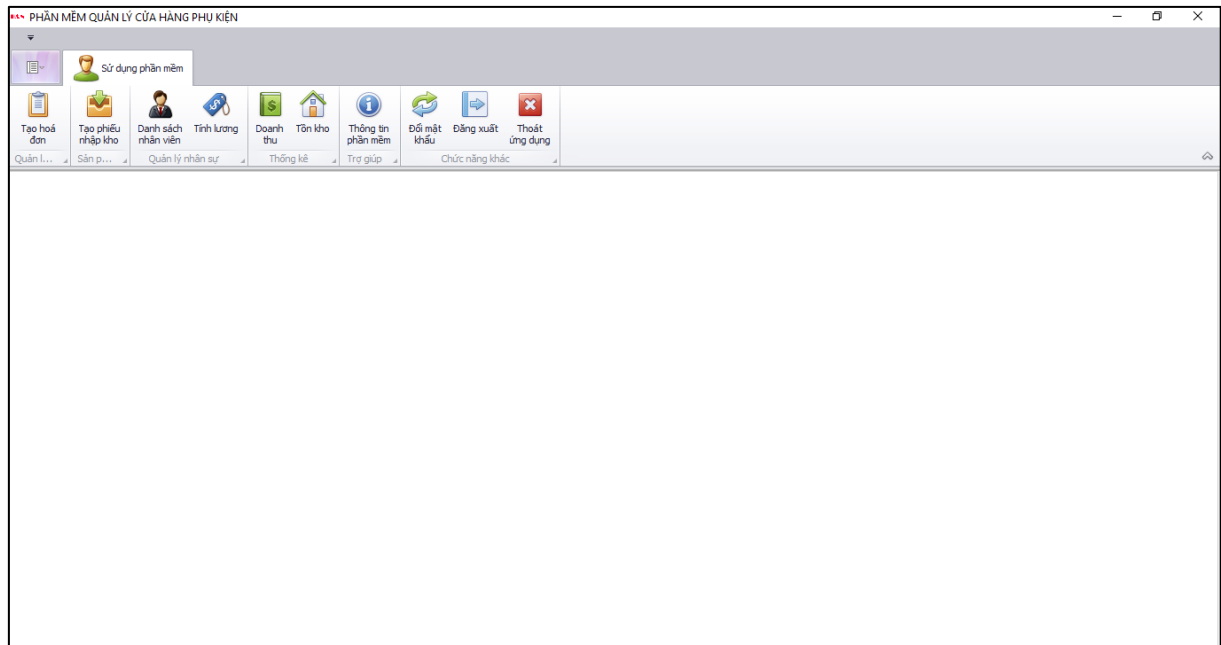 PHẦN MỀM QUẢN LÝ CỬA HÀNG PHỤ KIỆN
Sử dụng phần mềm
Tạo hoá đơn
Tạo phiếu nhập kho
Danh sách nhân viên
Tính lương
Doanh thu
Tồn kho
Thông tin phần mềm
Đổi mật khẩu
Đăng xuất
Thoát ứng dụng
Quản l...
Sản p...
Quản lý nhân sự
Thống kê
Trợ giúp
Chức năng khác